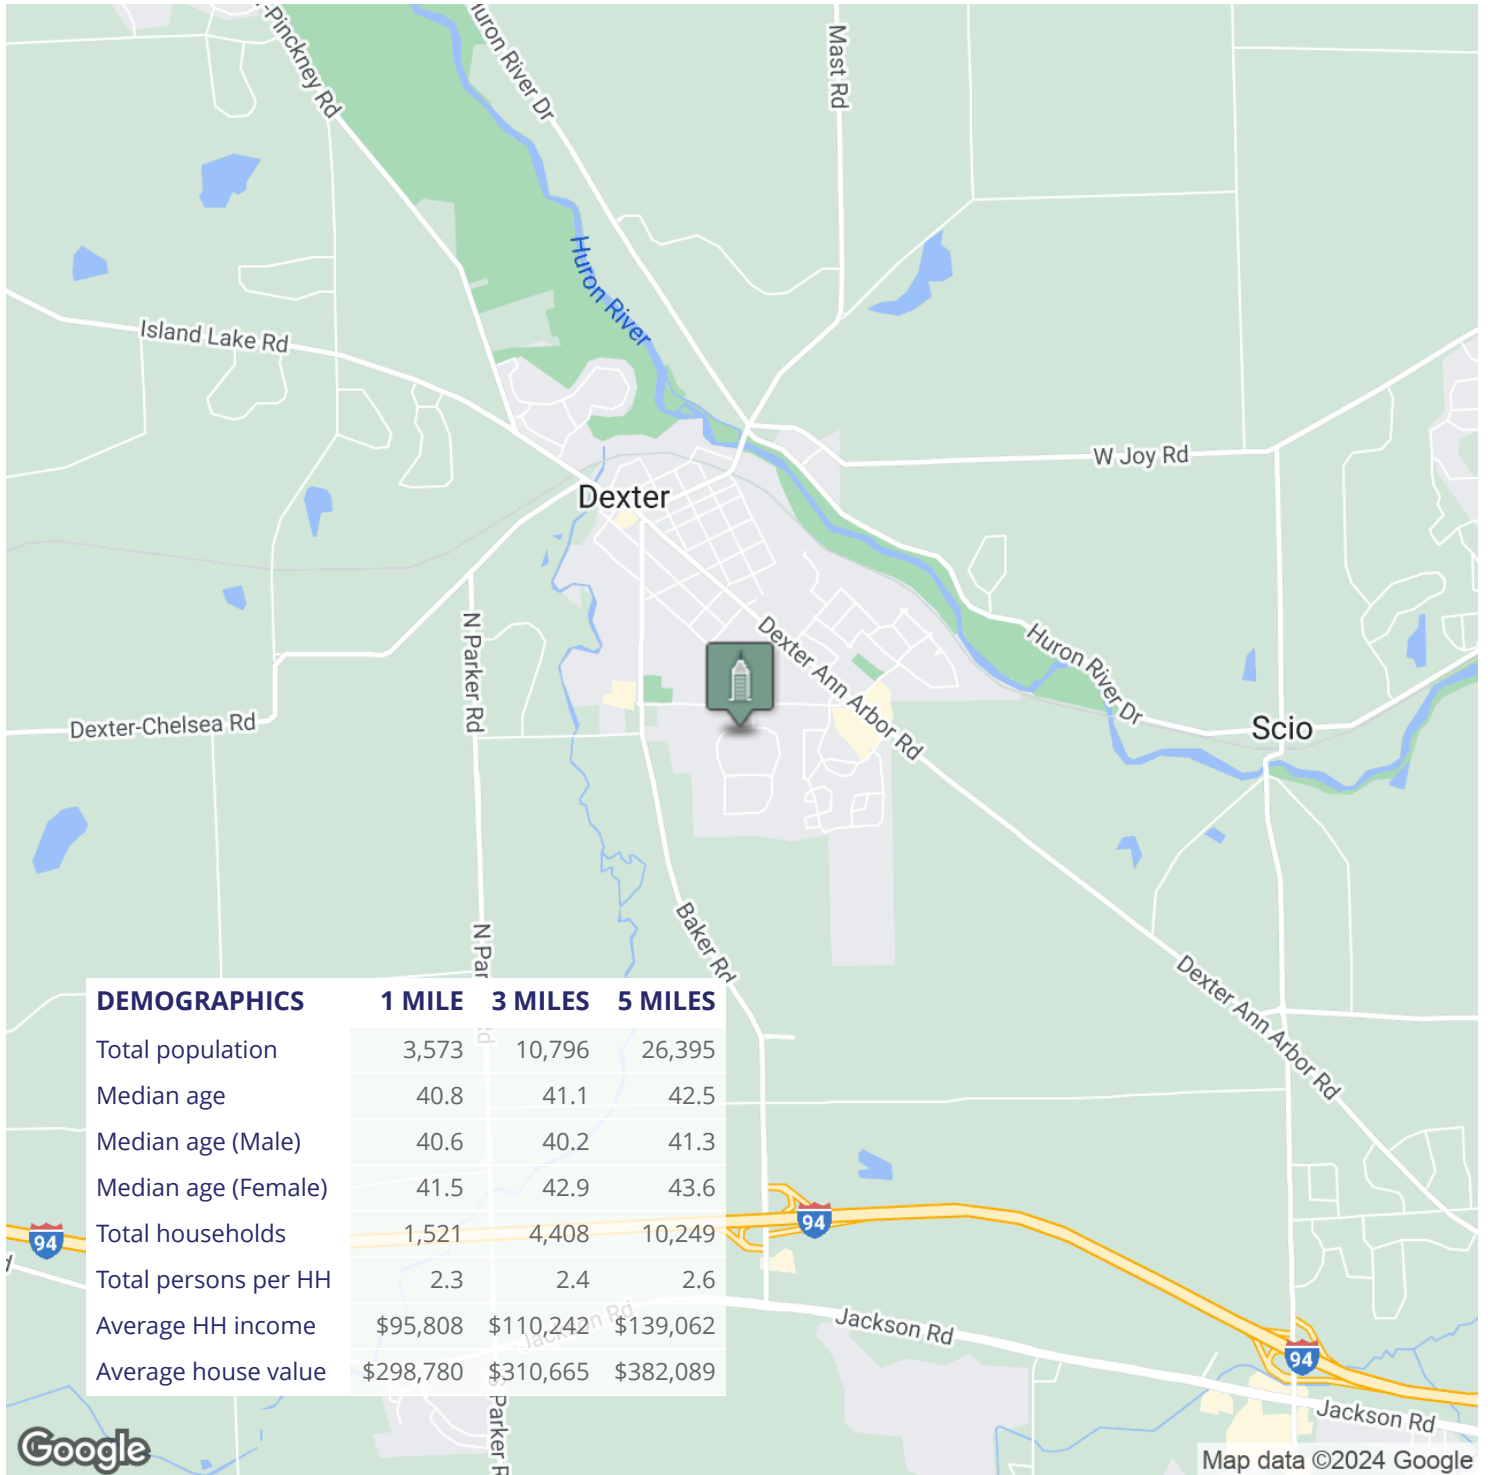 -Pinckney Rd
Huron River Dr
Mast Rd
Huron River
Island Lake Rd
W Joy Rd
Dexter
N Parker Rd
Dexter Ann Arbor Rd
Huron River Dr
Dexter-Chelsea Rd
Scio
Baker Rd
N Par
Rd
Dexter Ann Arbor Rd
DEMOGRAPHICS 1 MILE 3 MILES 5 MILES
Total population 3,573 10,796 26,395
Median age 40.8 41.1 42.5
Median age (Male) 40.6 40.2 41.3
Median age (Female) 41.5 42.9 43.6
Total households 1,521 4,408 10,249
Total persons per HH 2.3 2.4 2.6
Average HH income $95,808 $110,242 $139,062
Average house value $298,780 $310,665 $382,089
94
94
94
Jackson Rd
Jackson Rd
Jackson Rd
S Parker R
Google
Map data ©2024 Google